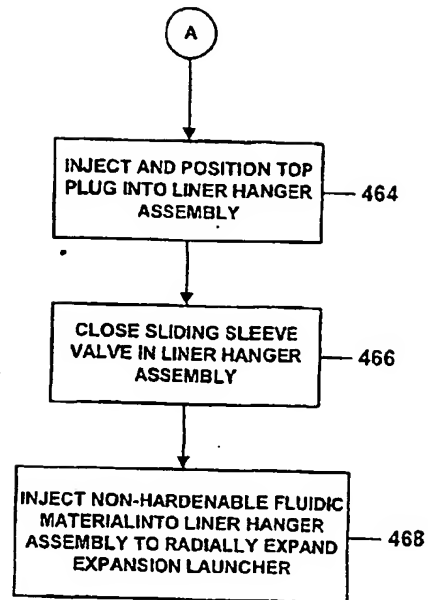 A
INJECT AND POSITION TOP
PLUG INTO LINER HANGER
ASSEMBLY
464
CLOSE SLIDING SLEEVE
VALVE IN LINER HANGER
ASSEMBLY
466
INJECT NON-HARDENABLE FLUIDIC
MATERIALINTO LINER HANGER
ASSEMBLY TO RADIALLY EXPAND
EXPANSION LAUNCHER
468